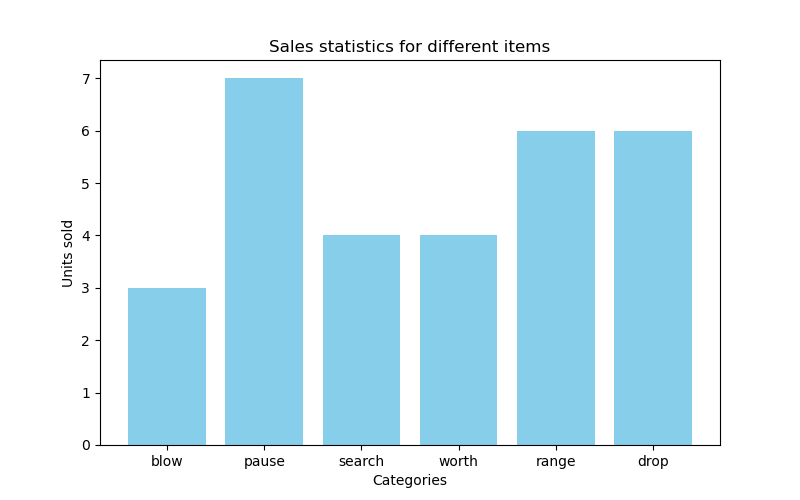 Sales statistics for different items
Units sold
7
6
5
4
3
2
1
0
blow pause search worth range drop
Categories